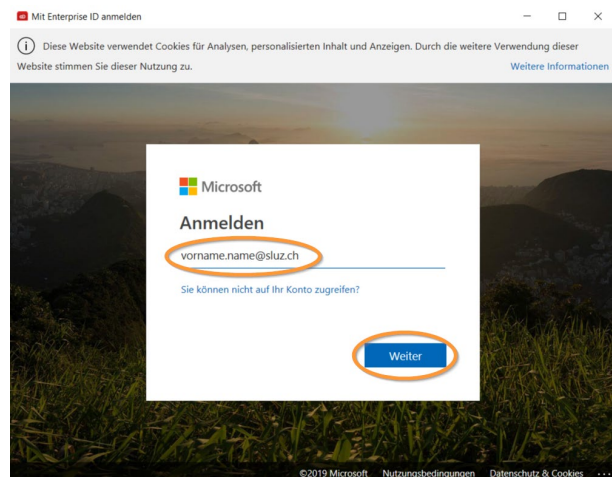 Mit Enterprise ID anmelden
Diese Website verwendet Cookies für Analysen, personalisierten Inhalt und Anzeigen. Durch die weitere Verwendung dieser
Website stimmen Sie dieser Nutzung zu. Weitere Informationen
Microsoft
Anmelden
vorname.name@sluz.ch
Sie können nicht auf Ihr Konto zugreifen?
Weiter
©2019 Microsoft Nutzungsbedingungen Datenschutz & Cookies ...